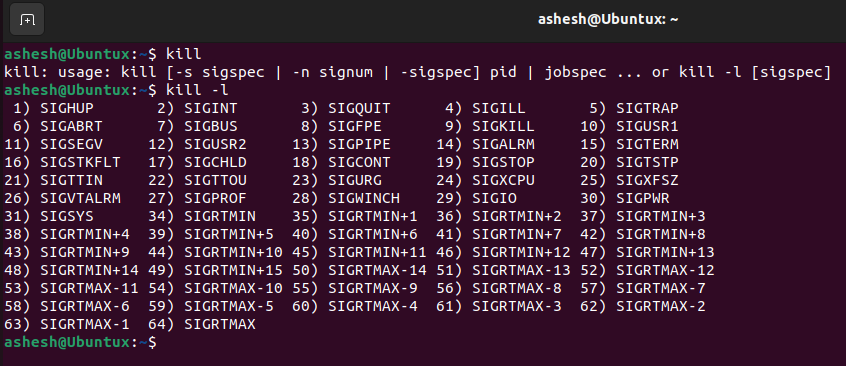 ashesh@Ubuntux: ~
ashesh@Ubuntux:~$ kill
kill: usage: kill [-s sigspec | -n signum | -sigspec] pid | jobspec ... or kill -l [sigspec]
ashesh@Ubuntux:~$ kill -l
 1) SIGHUP       2) SIGINT       3) SIGQUIT      4) SIGILL       5) SIGTRAP
 6) SIGABRT      7) SIGBUS       8) SIGFPE       9) SIGKILL     10) SIGUSR1
11) SIGSEGV     12) SIGUSR2     13) SIGPIPE     14) SIGALRM     15) SIGTERM
16) SIGSTKFLT   17) SIGCHLD     18) SIGCONT     19) SIGSTOP     20) SIGTSTP
21) SIGTTIN     22) SIGTTOU     23) SIGURG      24) SIGXCPU     25) SIGXFSZ
26) SIGVTALRM   27) SIGPROF     28) SIGWINCH    29) SIGIO       30) SIGPWR
31) SIGSYS      34) SIGRTMIN    35) SIGRTMIN+1  36) SIGRTMIN+2  37) SIGRTMIN+3
38) SIGRTMIN+4  39) SIGRTMIN+5  40) SIGRTMIN+6  41) SIGRTMIN+7  42) SIGRTMIN+8
43) SIGRTMIN+9  44) SIGRTMIN+10 45) SIGRTMIN+11 46) SIGRTMIN+12 47) SIGRTMIN+13
48) SIGRTMIN+14 49) SIGRTMIN+15 50) SIGRTMAX-14 51) SIGRTMAX-13 52) SIGRTMAX-12
53) SIGRTMAX-11 54) SIGRTMAX-10 55) SIGRTMAX-9  56) SIGRTMAX-8  57) SIGRTMAX-7
58) SIGRTMAX-6  59) SIGRTMAX-5  60) SIGRTMAX-4  61) SIGRTMAX-3  62) SIGRTMAX-2
63) SIGRTMAX-1  64) SIGRTMAX
ashesh@Ubuntux:~$